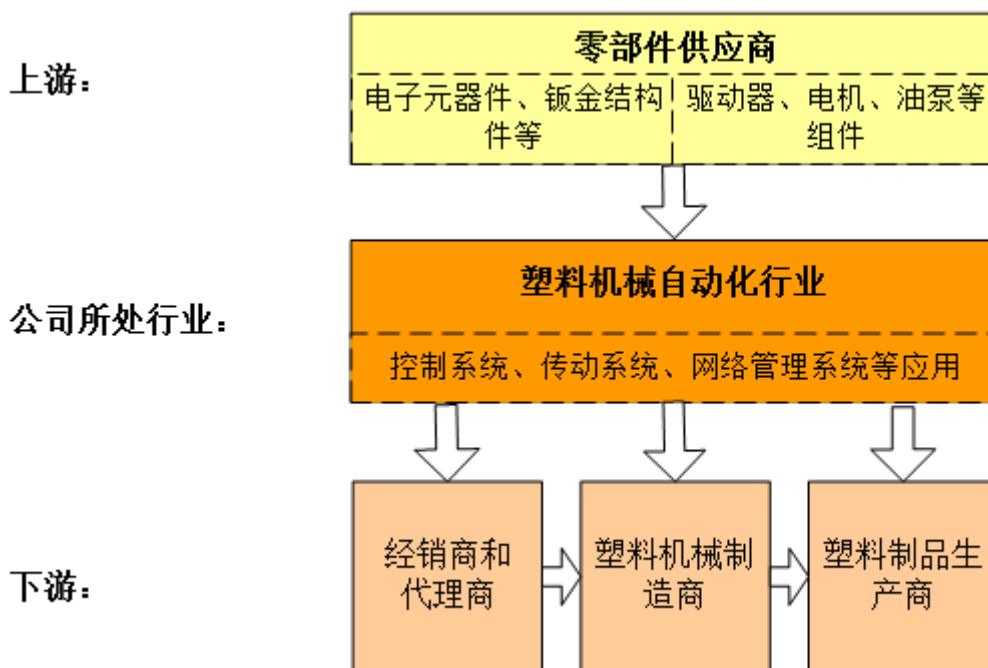 零部件供应商
上游：
电子元器件、钣金结构
件等
驱动器、电机、油泵等
组件
塑料机械自动化行业
公司所处行业：
控制系统、传动系统、网络管理系统等应用
下游：
经销商和
代理商
塑料机械制
造商
塑料制品生
产商